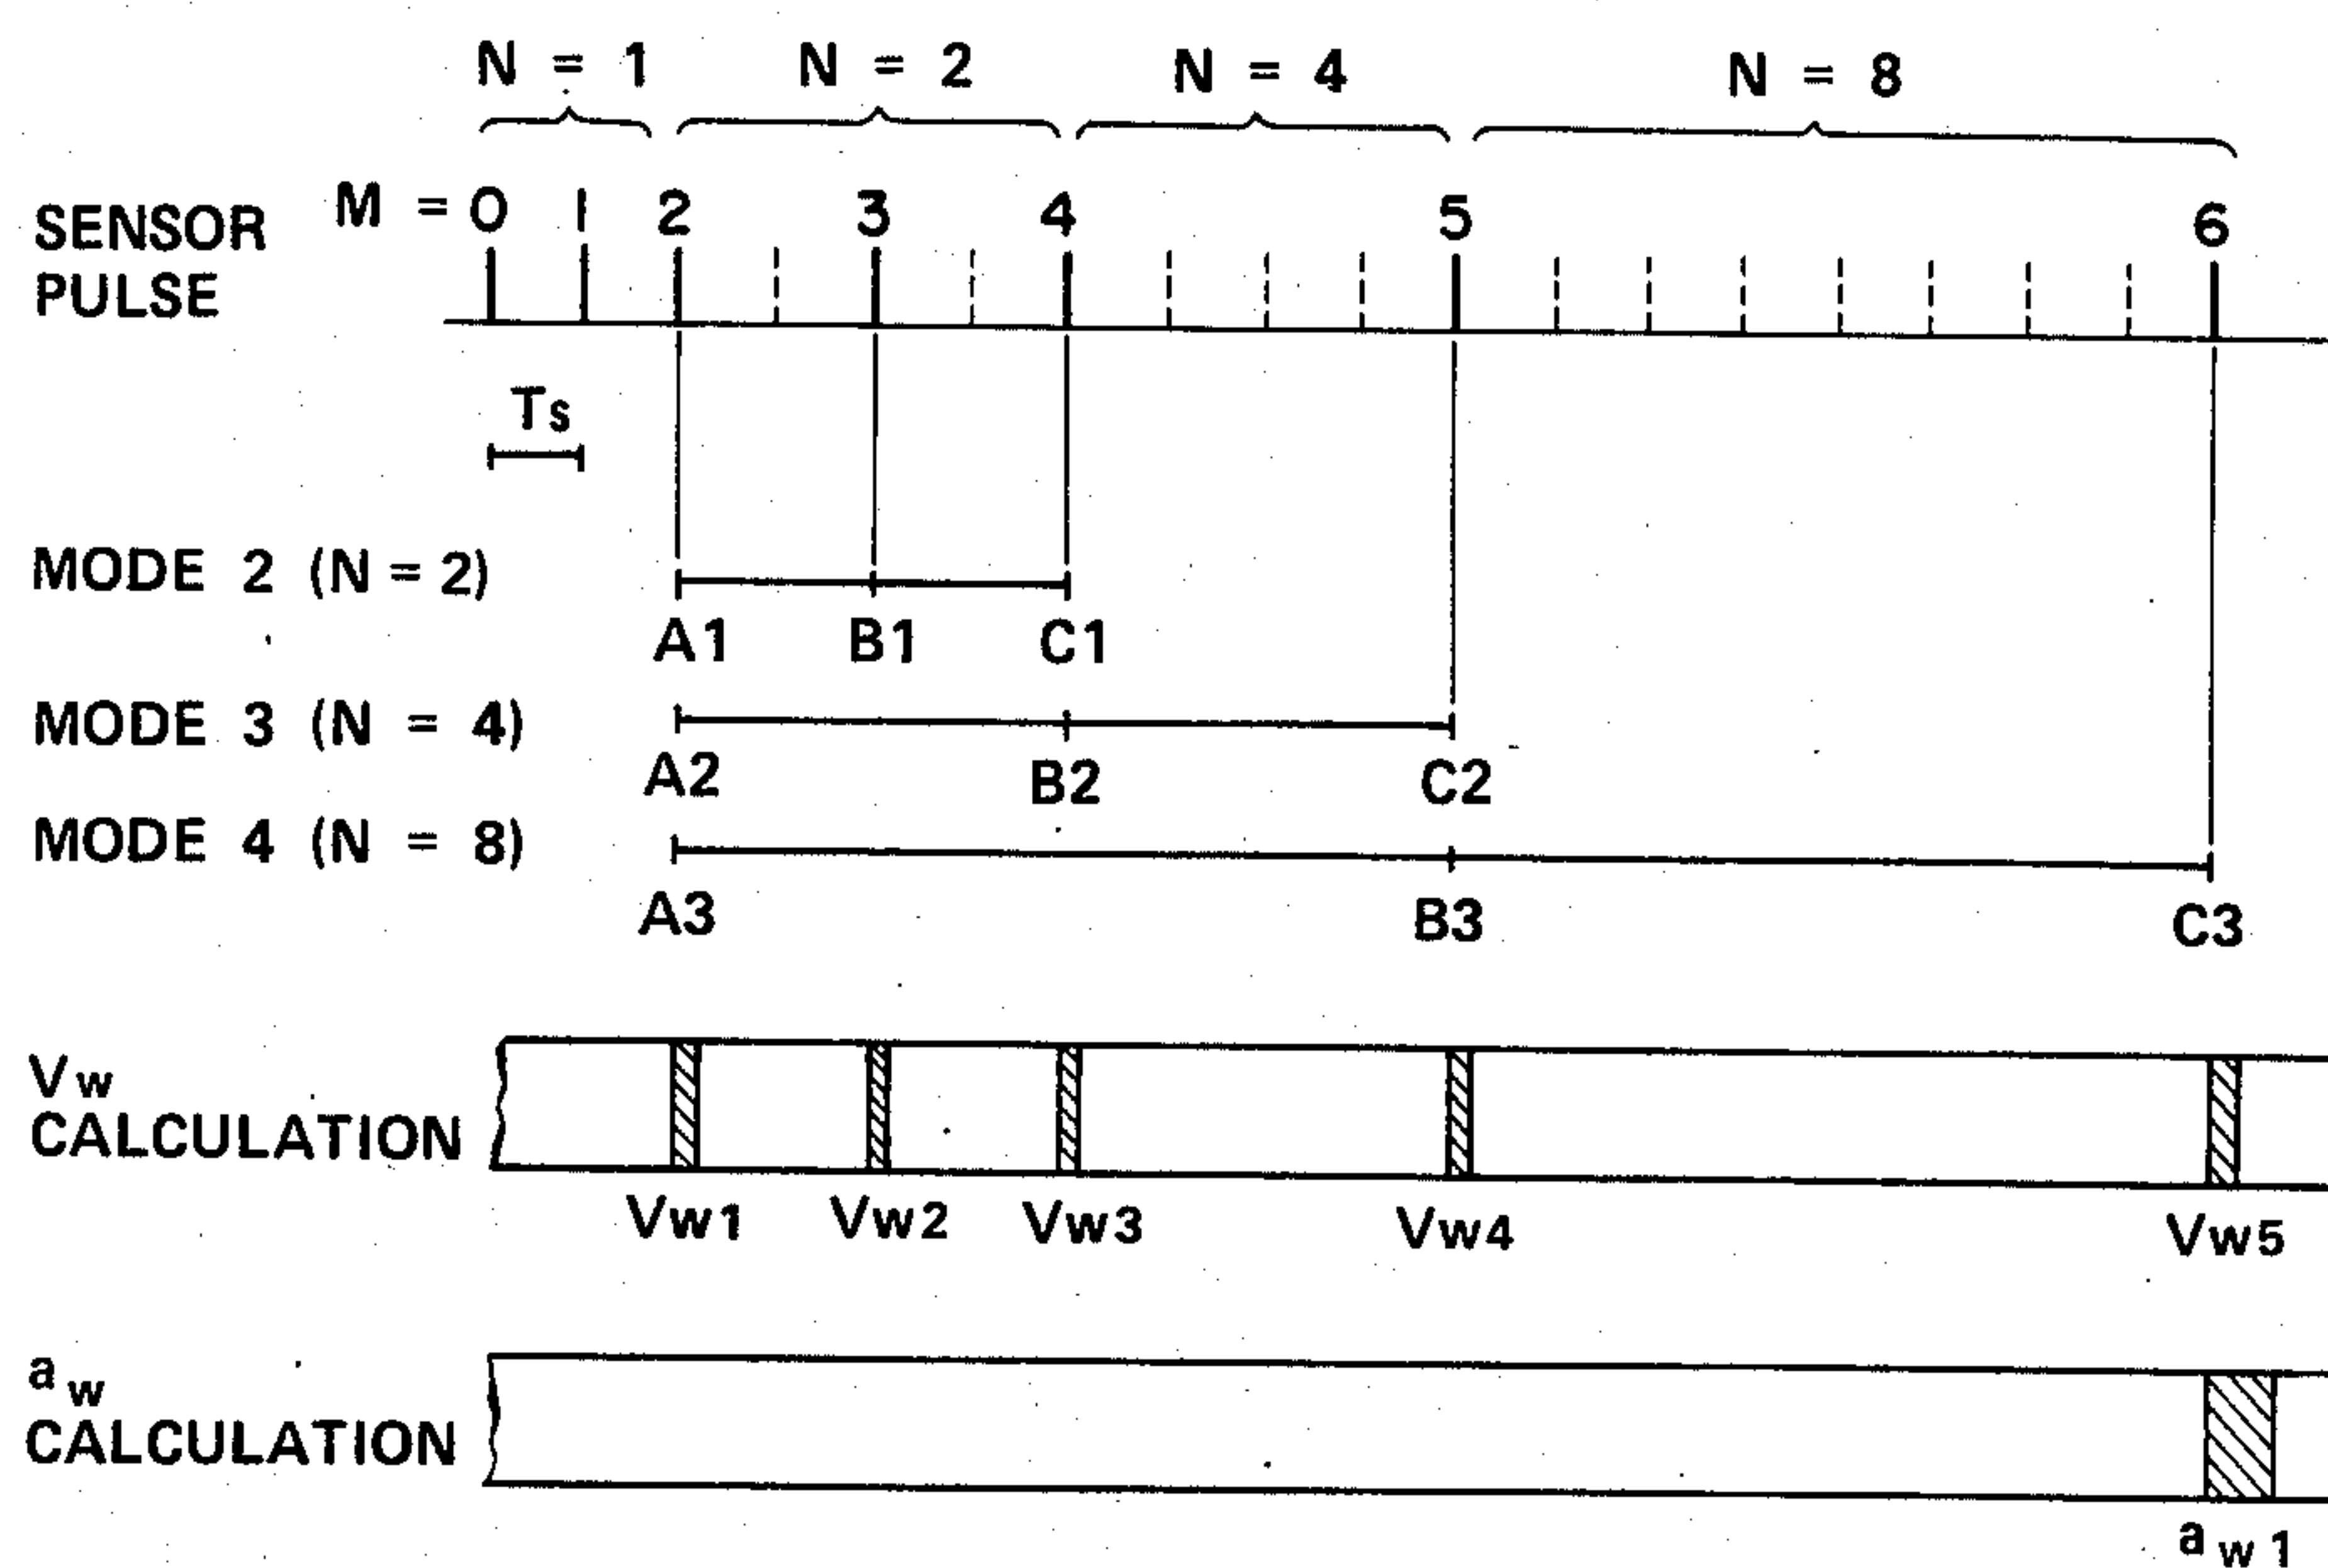 N = 1 N = 2 N = 4 N = 8
SENSOR PULSE M = 0 1 2 3 4 5 6
Ts
MODE 2 (N = 2)
A1 B1 C1
MODE 3 (N = 4)
A2 B2 C2
MODE 4 (N = 8)
A3 B3 C3
Vw
CALCULATION
Vw1 Vw2 Vw3 Vw4 Vw5
aw
CALCULATION
aw1